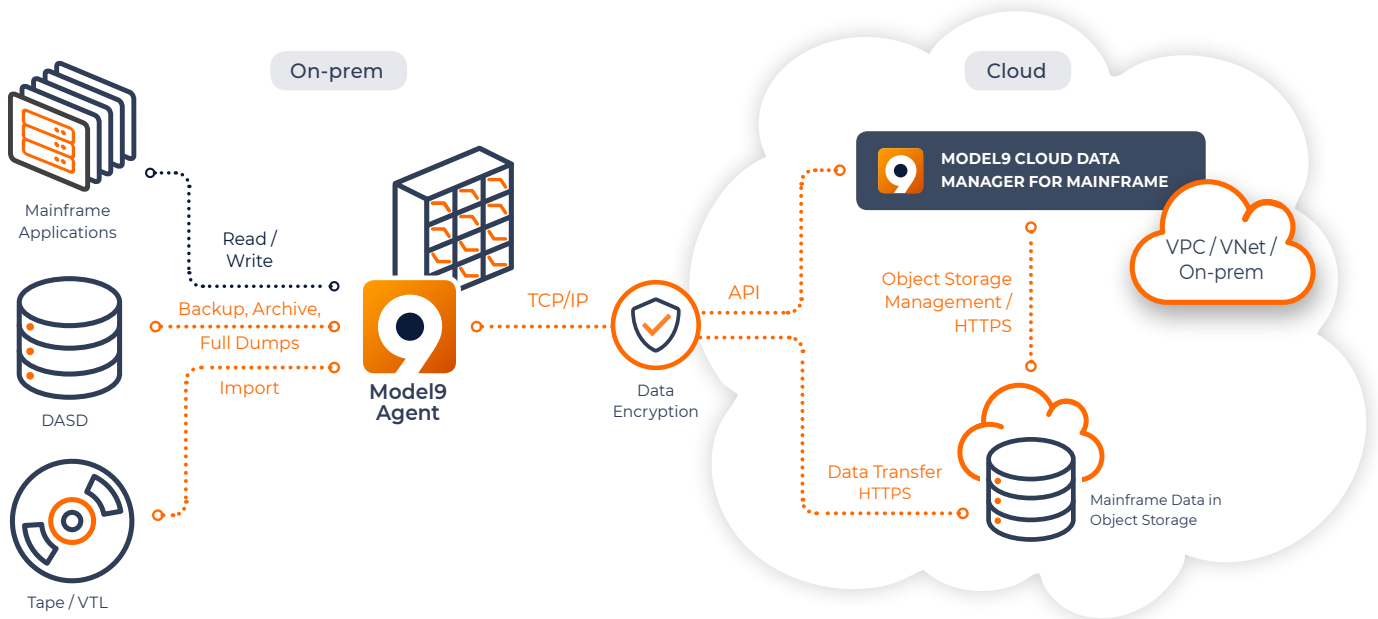 On-prem
Cloud
Mainframe
Applications
Read /
Write
Backup, Archive,
Full Dumps
Import
DASD
Tape / VTL
Model9
Agent
TCP/IP
Data
Encryption
API
MODEL9 CLOUD DATA
MANAGER FOR MAINFRAME
VPC / VNet /
On-prem
Object Storage
Management /
HTTPS
Data Transfer
HTTPS
Mainframe Data in
Object Storage